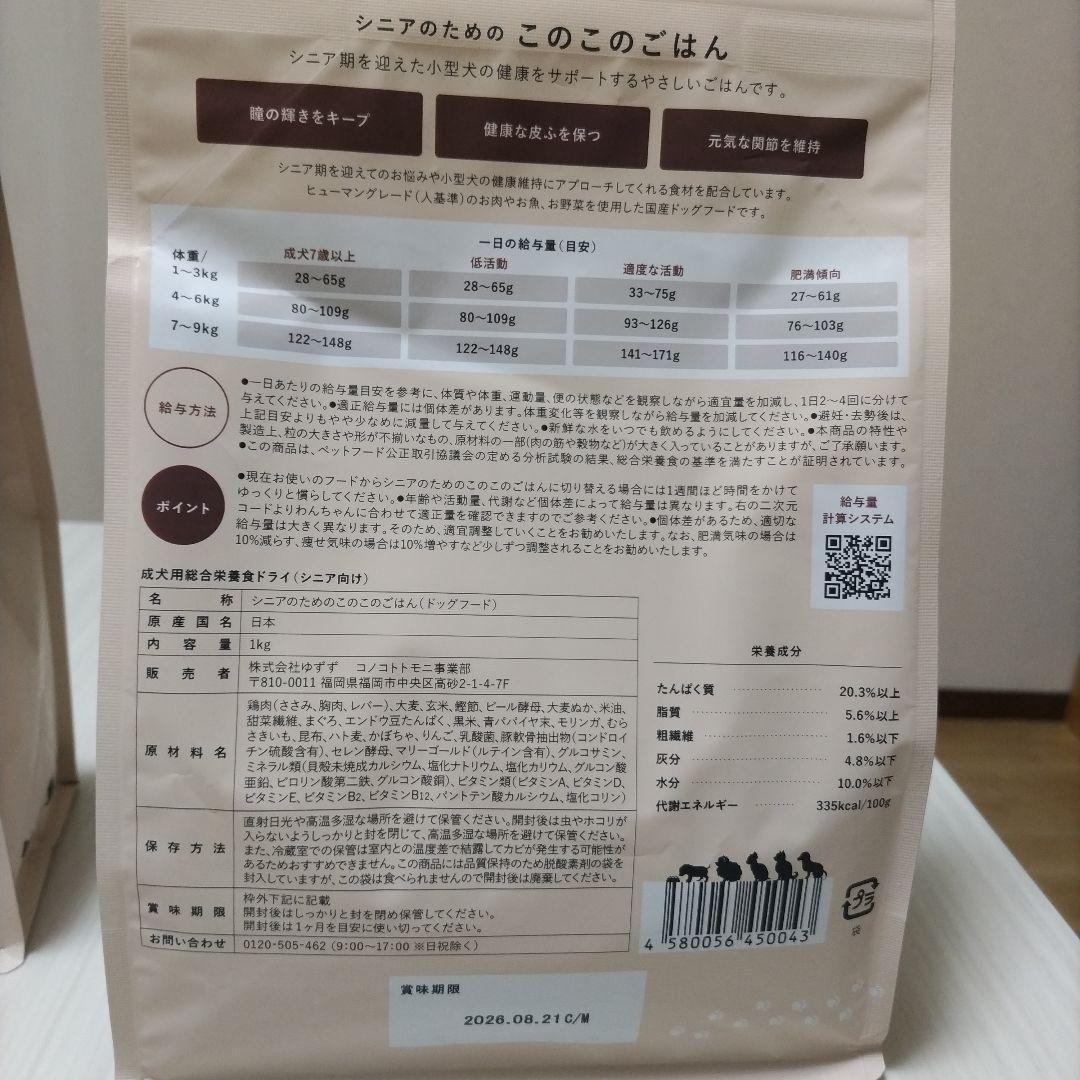 シニアのための このこのごはん
シニア期を迎えた小型犬の健康をサポートするやさしいごはんです。
瞳の輝きをキープ
健康な皮ふを保つ
元気な関節を維持
シニア期を迎えてのお悩みや小型犬の健康維持にアプローチしてくれる食材を配合しています。
ヒューマングレード(人基準)のお肉やお魚、お野菜を使用した国産ドッグフードです。
一日の給与量(目安)
体重/ 成犬7歳以上 低活動 適度な活動 肥満傾向
1〜3kg 28〜65g 28〜65g 33〜75g 27〜61g
4〜6kg 80〜109g 80〜109g 93〜126g 76〜103g
7〜9kg 122〜148g 122〜148g 141〜171g 116〜140g
給与方法
●一日あたりの給与量目安を参考に、体質や体重、運動量、便の状態などを観察しながら適宜量を加減し、1日2〜4回に分けて
与えてください。●適正給与量には個体差があります。体重変化等を観察しながら給与量を加減してください。●避妊・去勢後は、
上記目安よりもやや少なめに減量して与えてください。●新鮮な水をいつでも飲めるようにしてください。●本商品の特性や
製造上、粒の大きさや形が不揃いなもの、原材料の一部(肉の筋や穀物など)が大きく入っていることがありますが、ご了承願います。
●この商品は、ペットフード公正取引協議会の定める分析試験の結果、総合栄養食の基準を満たすことが証明されています。
ポイント
●現在お使いのフードからシニアのためのこのこのごはんに切り替える場合には1週間ほど時間をかけて
ゆっくりと慣らしてください。●年齢や活動量、代謝など個体差によって給与量は異なります。右の二次元
コードよりわんちゃんに合わせて適正量を確認できますのでご参考ください。●個体差があるため、適切な
給与量は大きく異なります。そのため、適宜調整していくことをお勧めいたします。なお、肥満気味の場合は
10%減らす、痩せ気味の場合は10%増やすなど少しずつ調整されることをお勧めいたします。
給与量
計算システム
成犬用総合栄養食ドライ(シニア向け)
名称 シニアのためのこのこのごはん(ドッグフード)
原産国名 日本
内容量 1kg
販売者 株式会社ゆずず コノコトトモニ事業部
〒810-0011 福岡県福岡市中央区高砂2-1-4-7F
原材料名 鶏肉(ささみ、胸肉、レバー)、大麦、玄米、鰹節、ビール酵母、大麦ぬか、米油、
甜菜繊維、まぐろ、エンドウ豆たんぱく、黒米、青パパイヤ末、モリンガ、むら
さきいも、昆布、ハト麦、かぼちゃ、りんご、乳酸菌、豚軟骨抽出物(コンドロイ
チン硫酸含有)、セレン酵母、マリーゴールド(ルテイン含有)、グルコサミン、
ミネラル類(貝殻未焼成カルシウム、塩化ナトリウム、塩化カリウム、グルコン酸
亜鉛、ピロリン酸第二鉄、グルコン酸銅)、ビタミン類(ビタミンA、ビタミンD、
ビタミンE、ビタミンB2、ビタミンB12、パントテン酸カルシウム、塩化コリン)
保存方法 直射日光や高温多湿な場所を避けて保管ください。開封後は虫やホコリが
入らないようしっかりと封を閉じて、高温多湿な場所を避けて保管ください。
また、冷蔵室での保管は室内との温度差で結露してカビが発生する可能性が
あるためおすすめできません。この商品には品質保持のため脱酸素剤の袋を
封入していますが、この袋は食べられませんので開封後は廃棄してください。
賞味期限 枠外下記に記載
開封後はしっかりと封を閉め保管してください。
開封後は1ヶ月を目安に使い切ってください。
お問い合わせ 0120-505-462(9:00〜17:00 ※日祝除く)
栄養成分
たんぱく質 20.3%以上
脂質 5.6%以上
粗繊維 1.6%以下
灰分 4.8%以下
水分 10.0%以下
代謝エネルギー 335kcal/100g
4 580056 450043
プラ
袋
賞味期限
2026.08.21C/M